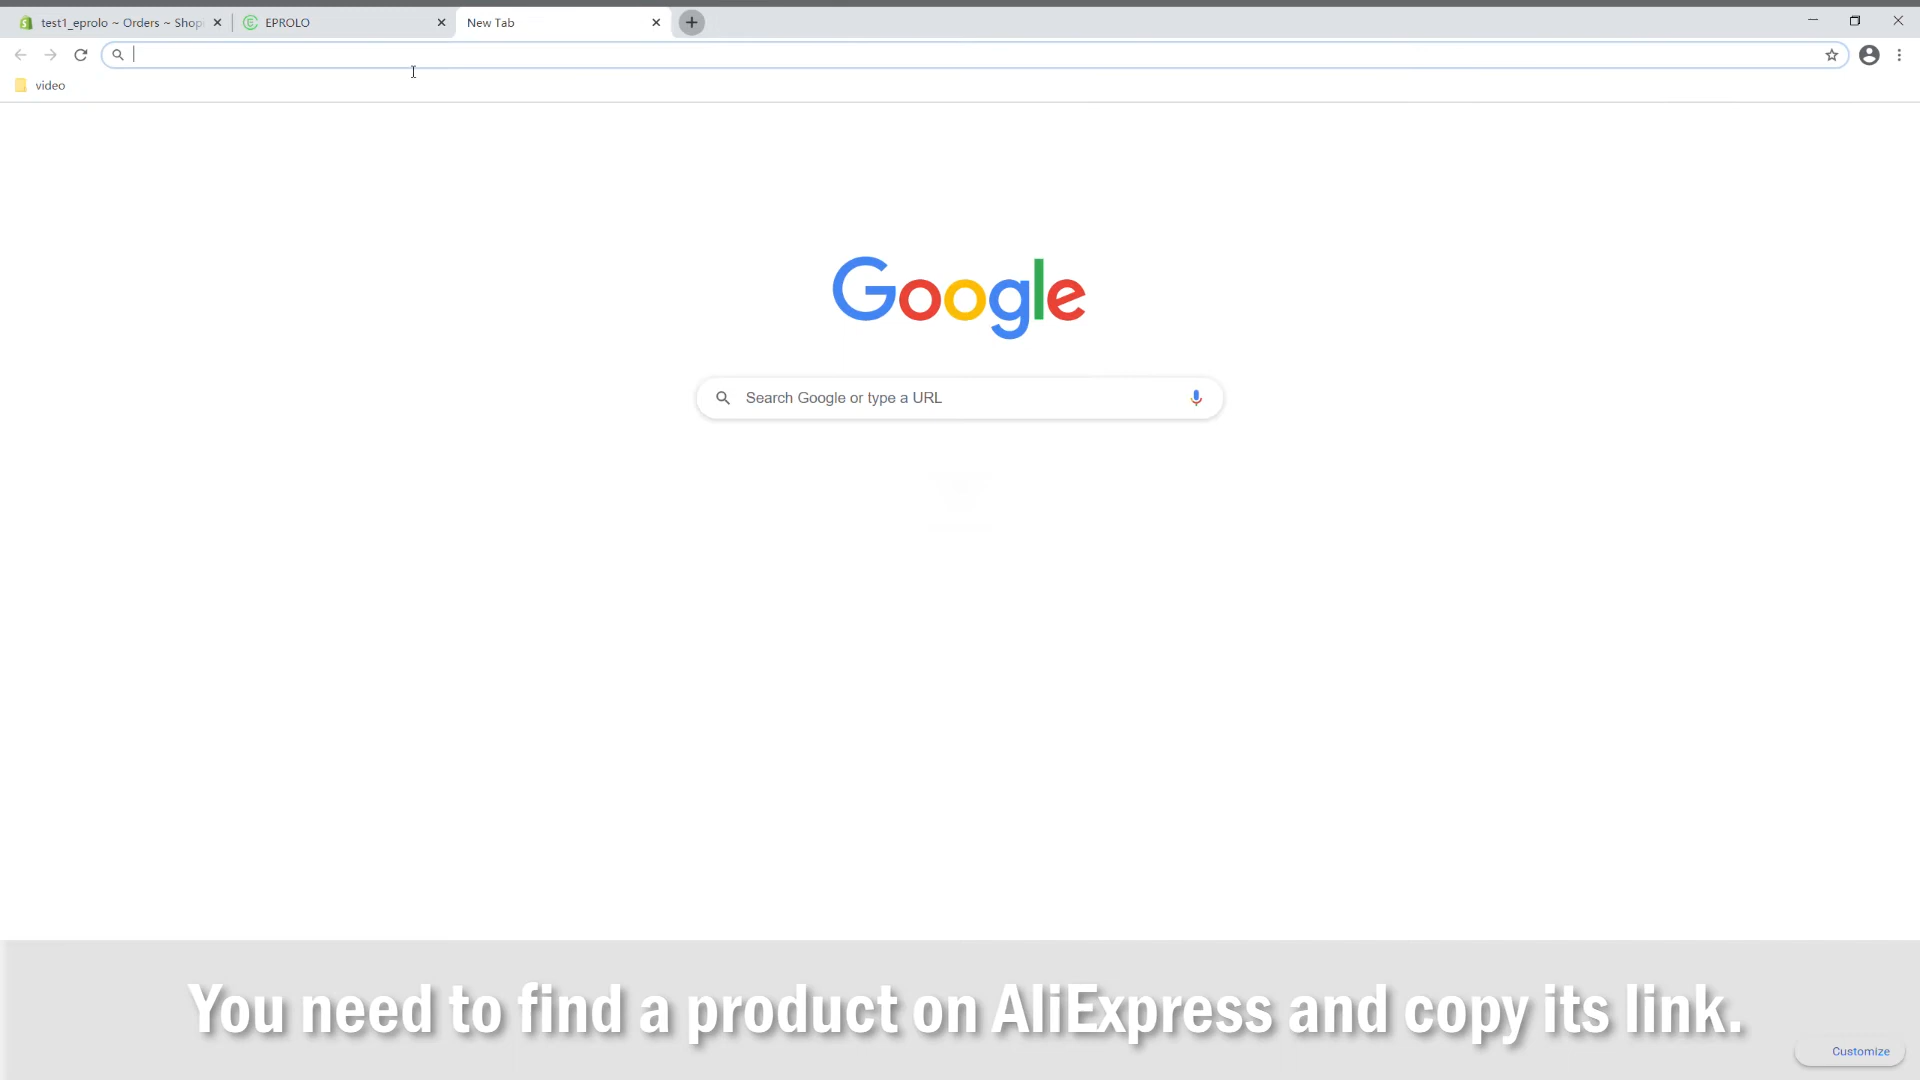 test1_eprolo ~ Orders ~ Shop
EPROLO
New Tab
video
Google
Search Google or type a URL
You need to find a product on AliExpress and copy its link.
Customize